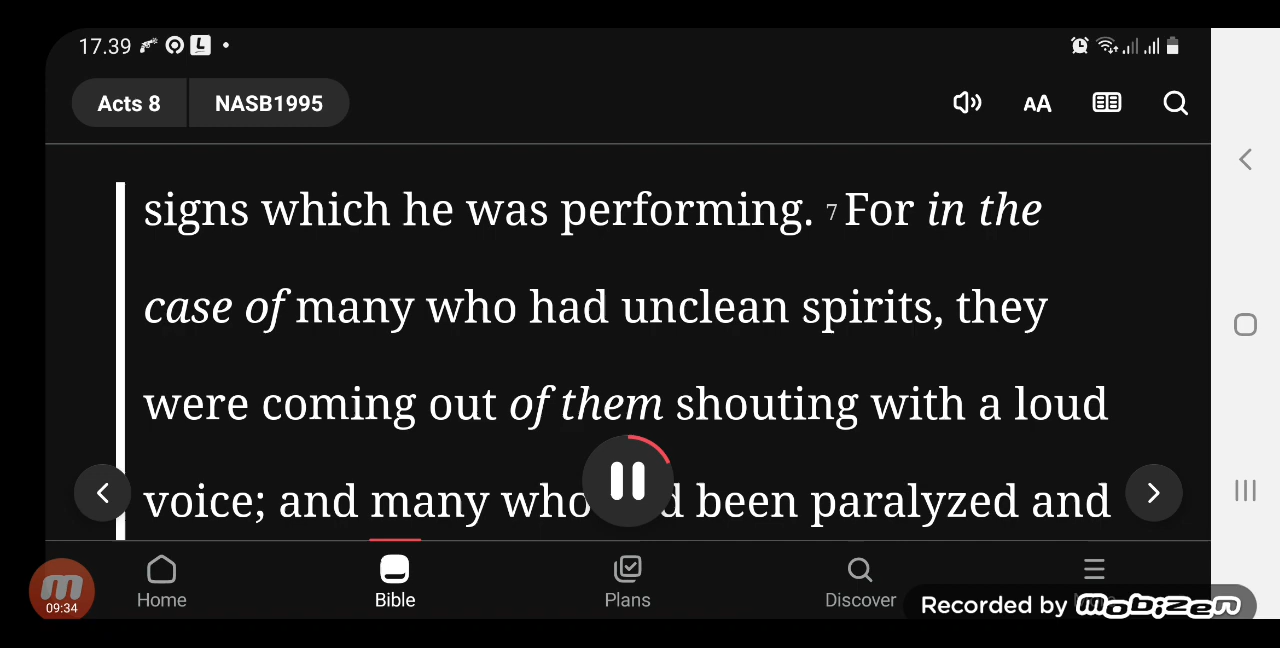 17.39
Acts 8 NASB1995
AA
signs which he was performing. 7 For in the
case of many who had unclean spirits, they
were coming out of them shouting with a loud
voice; and many who been paralyzed and
Home Bible Plans Discover
09:34
Recorded by Mobizen